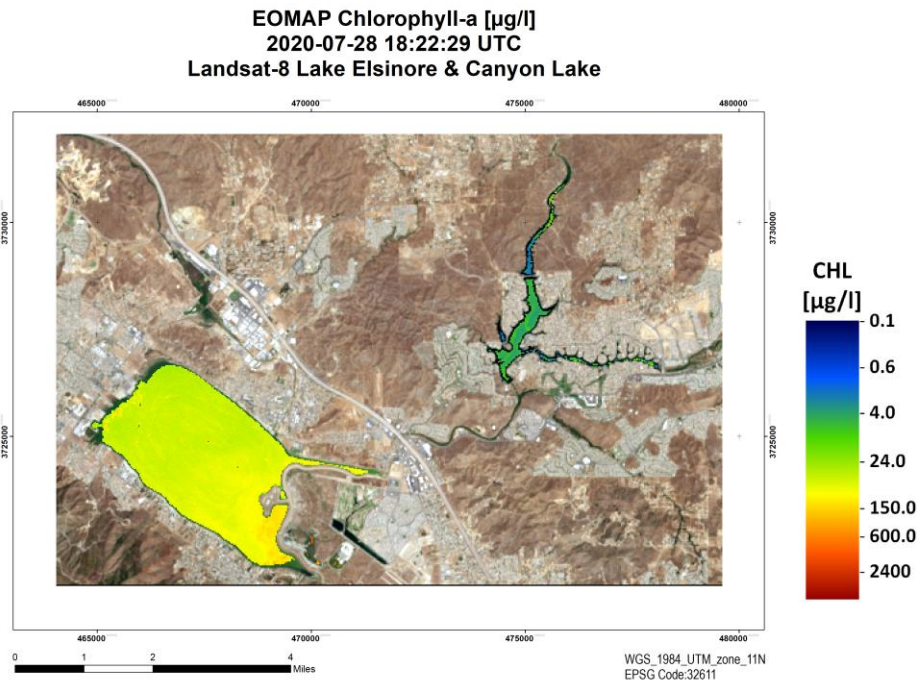 EOMAP Chlorophyll-a [µg/l]
2020-07-28 18:22:29 UTC
Landsat-8 Lake Elsinore & Canyon Lake
465000 470000 475000 480000
3730000 3730000
3725000 3725000
CHL
[µg/l]
0.1
0.6
4.0
24.0
150.0
600.0
2400
465000 470000 475000 480000
0 1 2 4
Miles
WGS_1984_UTM_zone_11N
EPSG Code:32611